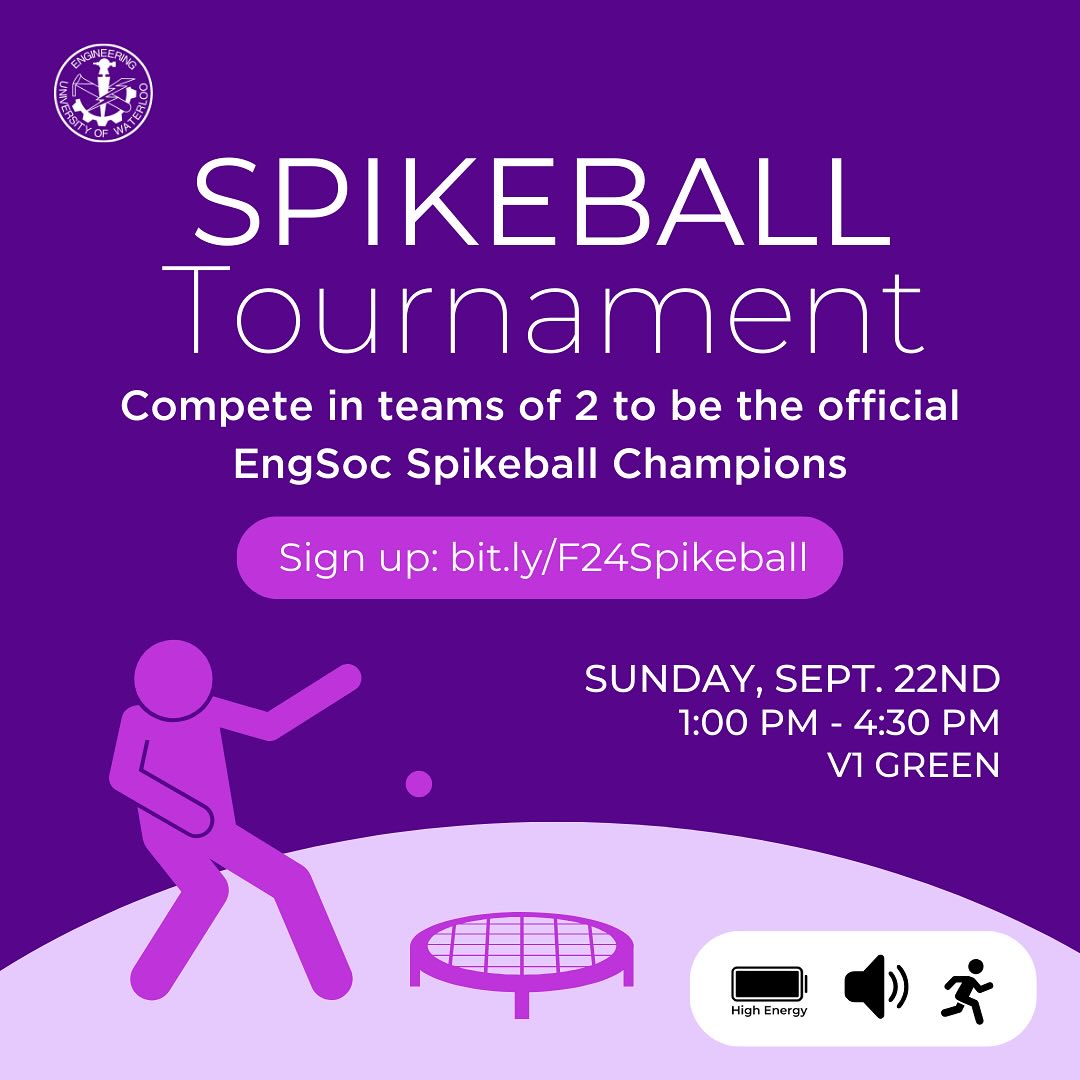 ENGINEERING
UNIVERSITY OF WATERLOO
SPIKEBALL
Tournament
Compete in teams of 2 to be the official
EngSoc Spikeball Champions
Sign up: bit.ly/F24Spikeball
SUNDAY, SEPT. 22ND
1:00 PM - 4:30 PM
V1 GREEN
High Energy